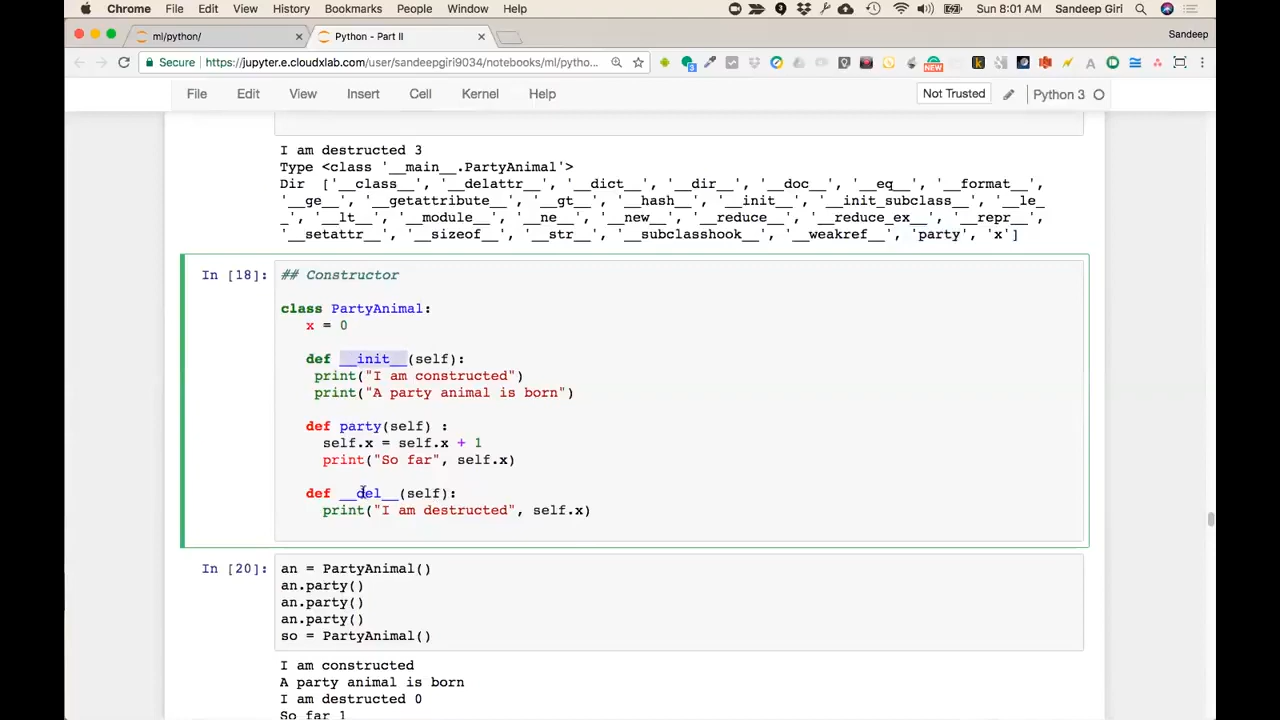 Chrome File Edit View History Bookmarks People Window Help Sun 8:01 AM Sandeep Giri
ml/python/ Python - Part II Sandeep
Secure https://jupyter.e.cloudxlab.com/user/sandeepgiri9034/notebooks/ml/pytho...
File Edit View Insert Cell Kernel Help Not Trusted Python 3
I am destructed 3
Type <class '__main__.PartyAnimal'>
Dir ['__class__', '__delattr__', '__dict__', '__dir__', '__doc__', '__eq__', '__format__',
'__ge__', '__getattribute__', '__gt__', '__hash__', '__init__', '__init_subclass__', '__le_
_', '__lt__', '__module__', '__ne__', '__new__', '__reduce__', '__reduce_ex__', '__repr__',
'__setattr__', '__sizeof__', '__str__', '__subclasshook__', '__weakref__', 'party', 'x']
In [18]: ## Constructor
class PartyAnimal:
x = 0
def __init__(self):
print("I am constructed")
print("A party animal is born")
def party(self) :
self.x = self.x + 1
print("So far", self.x)
def __del__(self):
print("I am destructed", self.x)
In [20]: an = PartyAnimal()
an.party()
an.party()
an.party()
so = PartyAnimal()
I am constructed
A party animal is born
I am destructed 0
So far 1